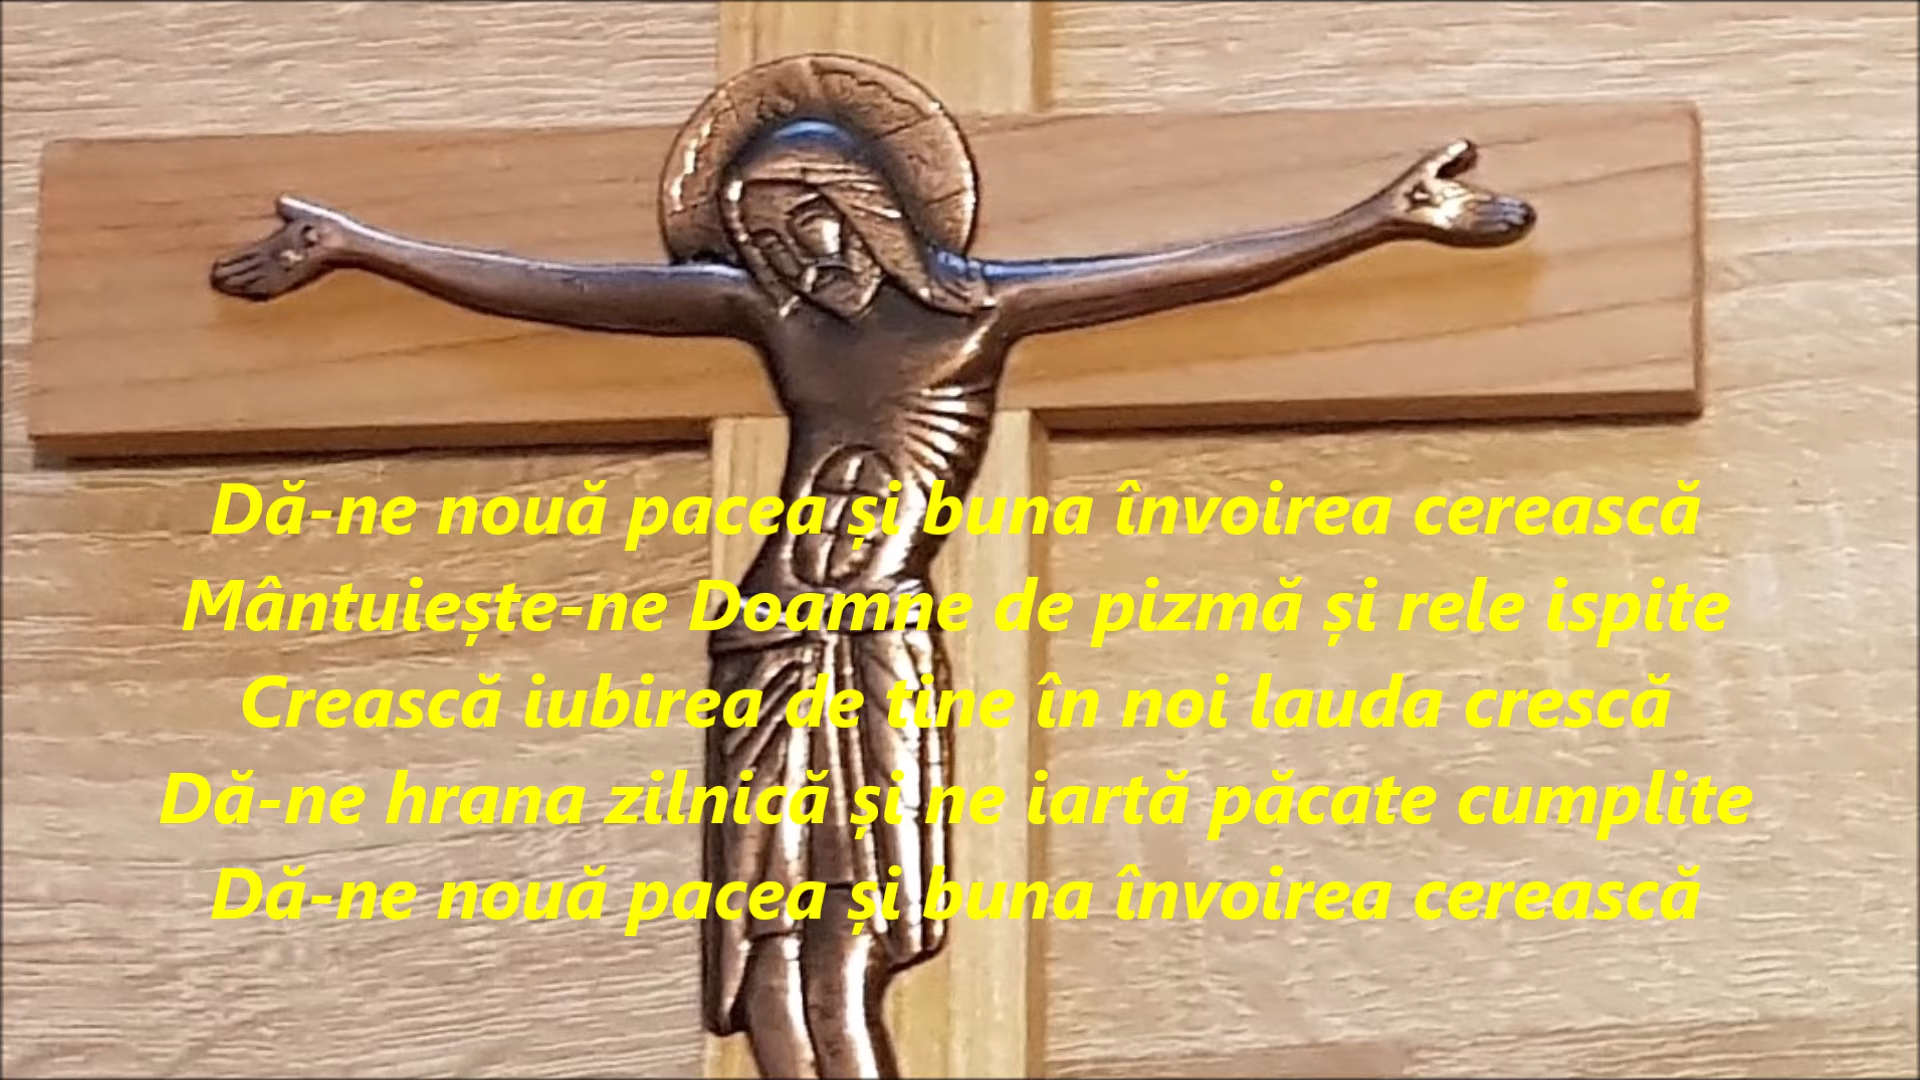 Dă-ne nouă pacea și buna învoirea cerească
Mântuiește-ne Doamne de pizmă și rele ispite
Crească iubirea de tine în noi lauda crescă
Dă-ne hrana zilnică și ne iartă păcate cumplite
Dă-ne nouă pacea și buna învoirea cerească